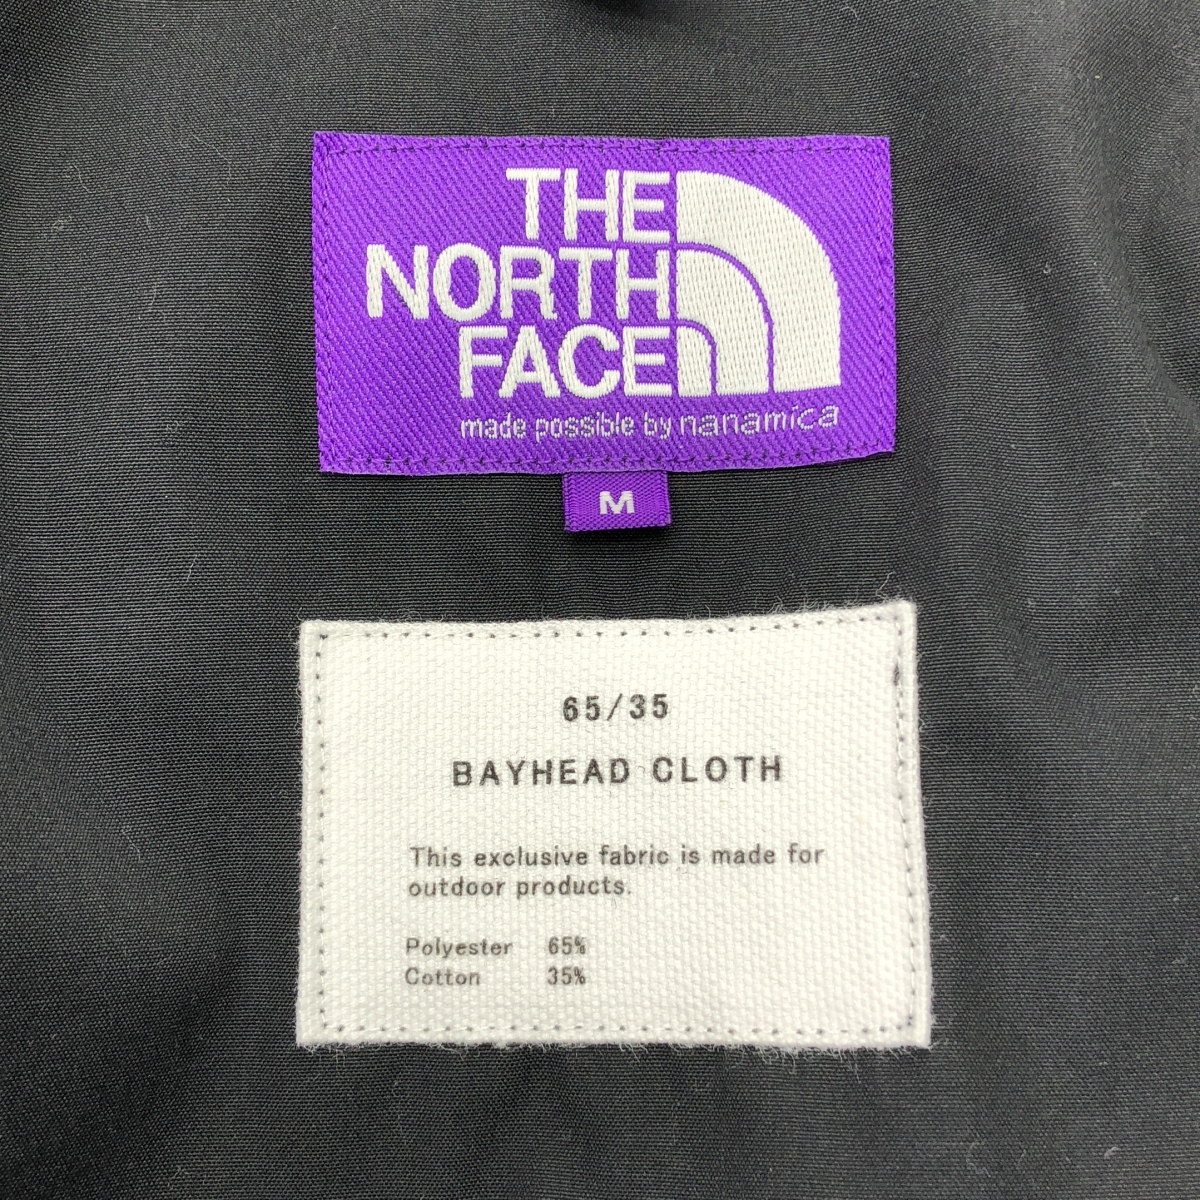 THE
NORTH
FACE
made possible by nanamica
M
65/35
BAYHEAD CLOTH
This exclusive fabric is made for
outdoor products.
Polyester 65%
Cotton 35%